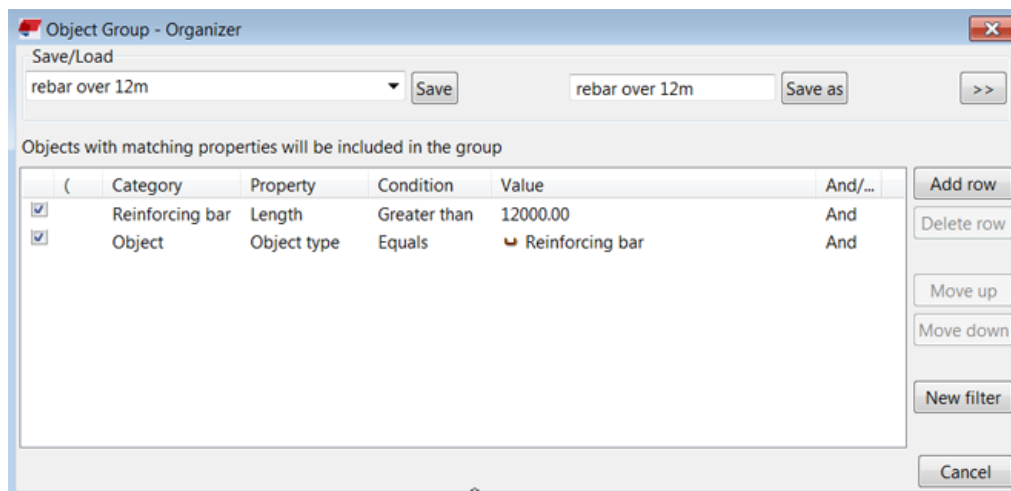 Object Group - Organizer
Save/Load
rebar over 12m Save rebar over 12m Save as >>
Objects with matching properties will be included in the group
( Category Property Condition Value And/... Add row
Reinforcing bar Length Greater than 12000.00 And
Delete row
Object Object type Equals Reinforcing bar And
Move up
Move down
New filter
Cancel